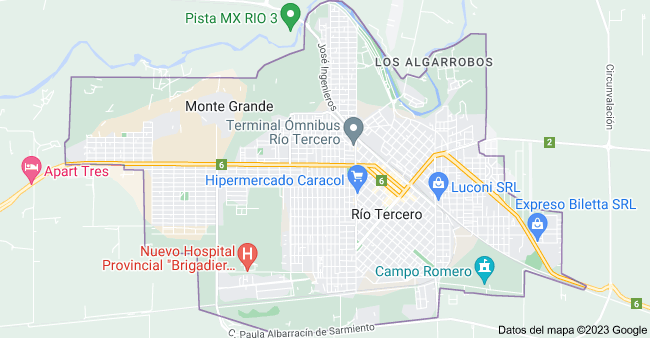 Pista MX RIO 3
José Ingenieros
LOS ALGARROBOS
Circunvalación
Monte Grande
Terminal Ómnibus
Río Tercero
2
Apart Tres
6
Hipermercado Caracol
6
Luconi SRL
Expreso Biletta SRL
Río Tercero
Nuevo Hospital
Provincial "Brigadier...
Campo Romero
6
C. Paula Albarracín de Sarmiento
Datos del mapa ©2023 Google